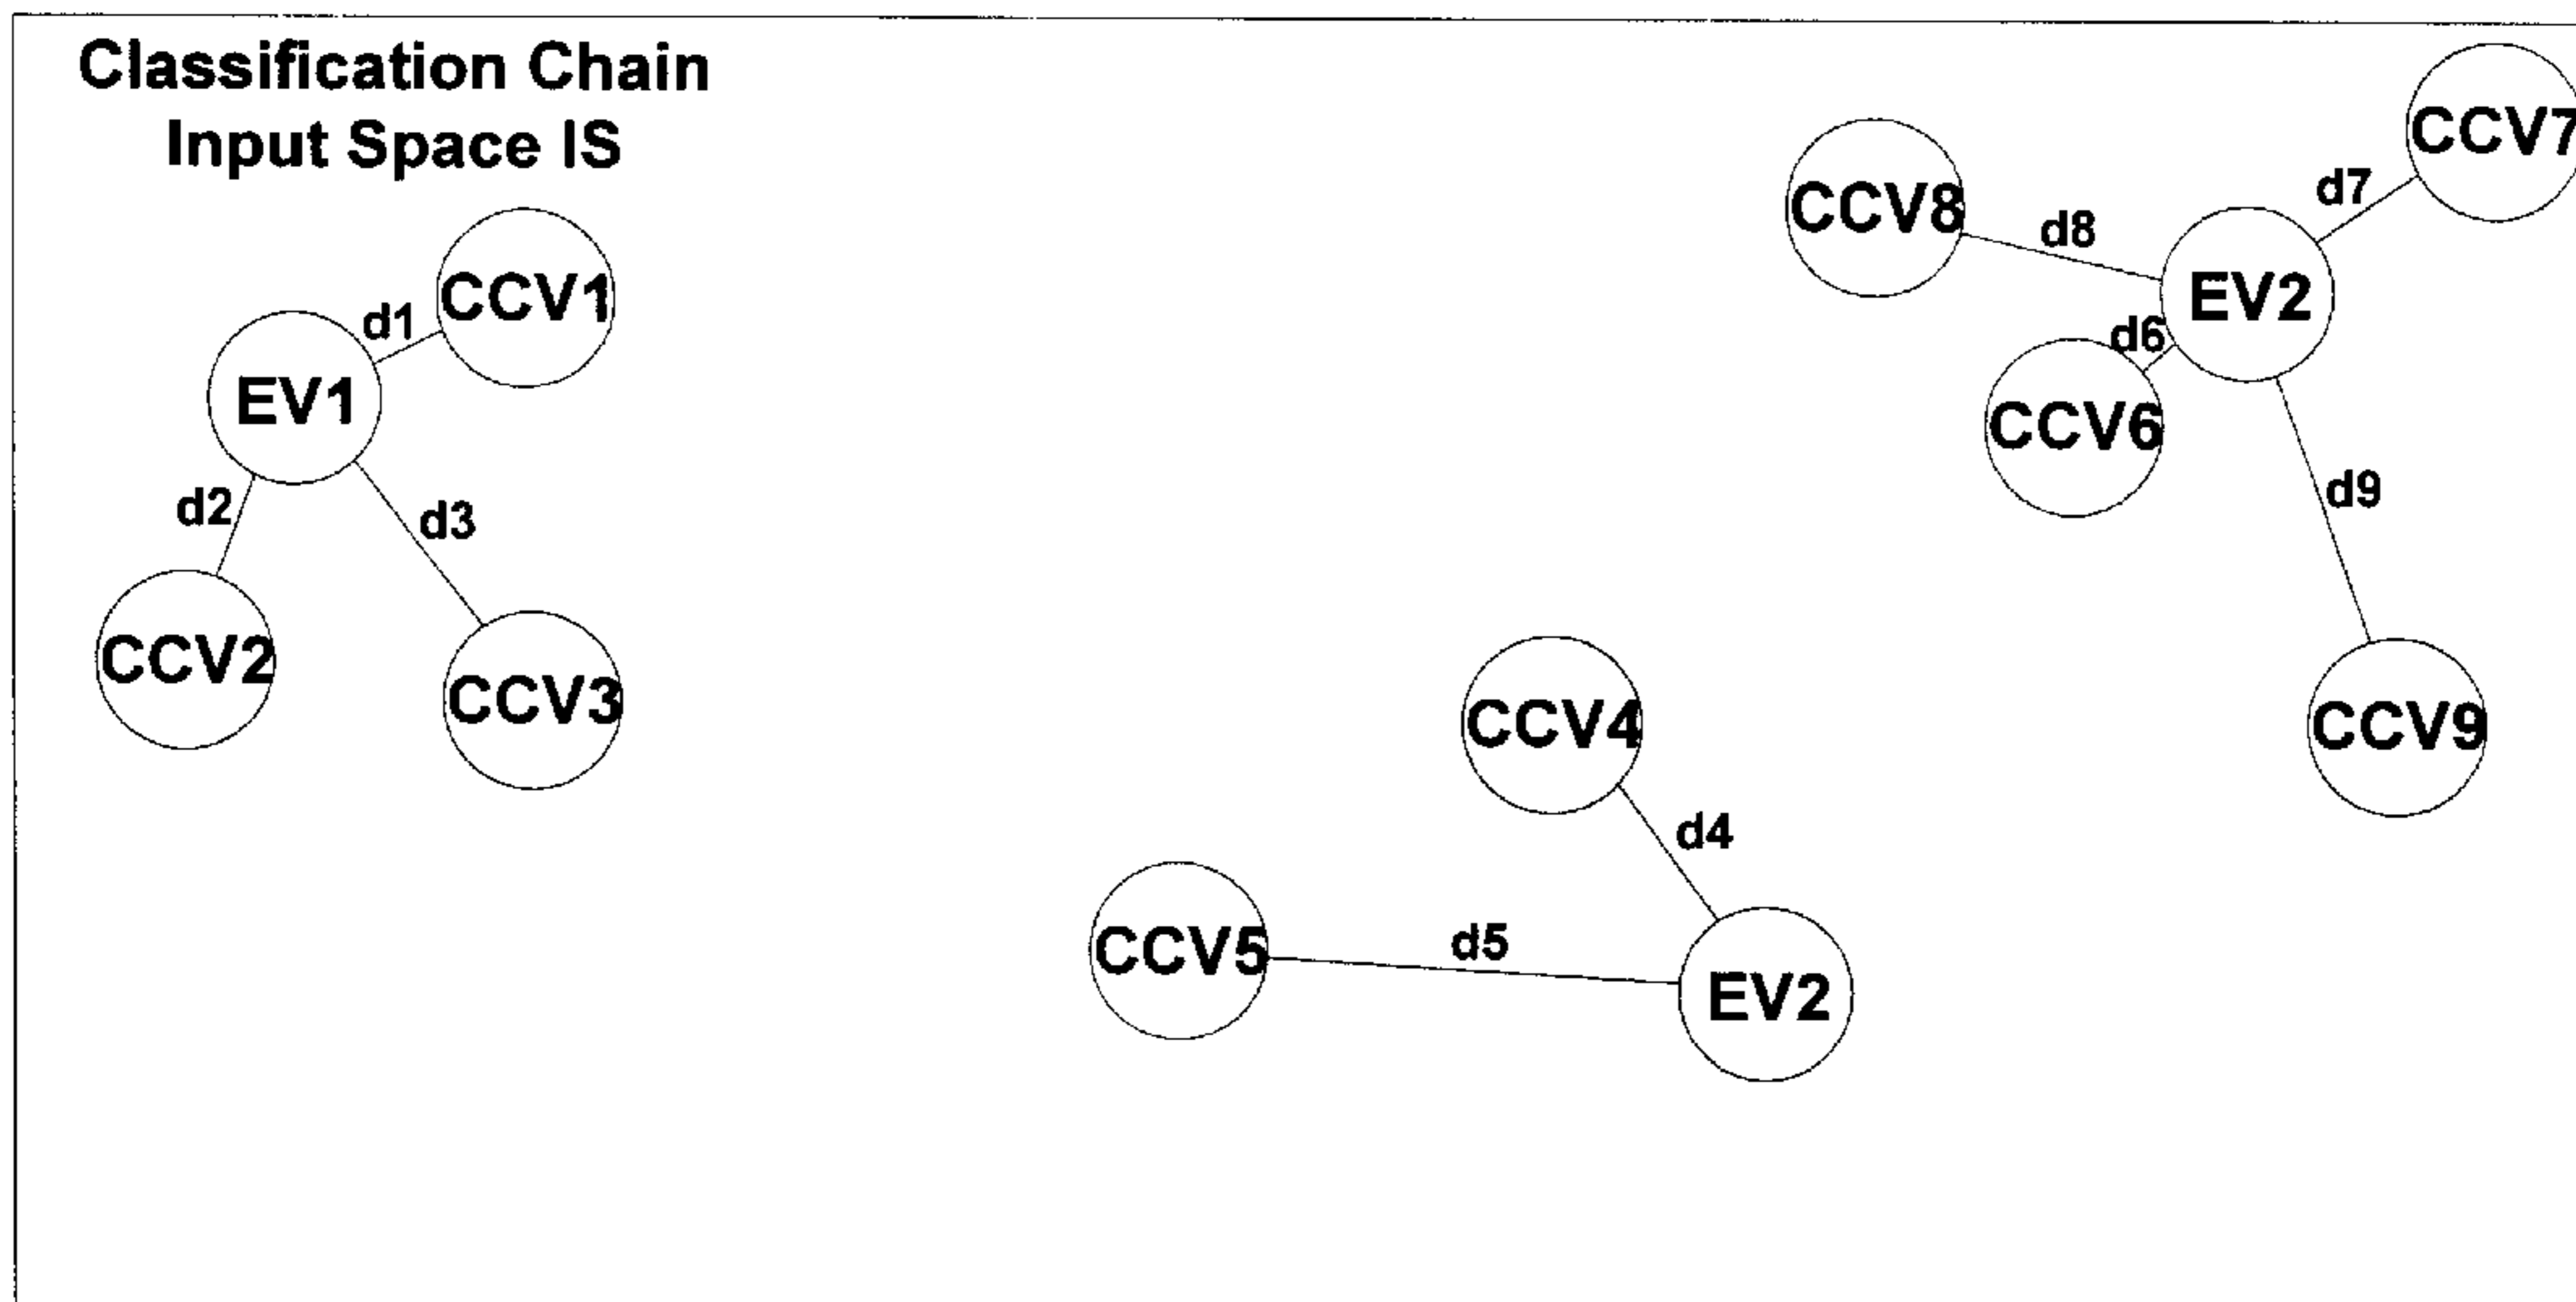 Classification Chain
Input Space IS
CCV1
d1
EV1
d2
d3
CCV2
CCV3
CCV7
d7
CCV8
d8
EV2
d6
CCV6
d9
CCV9
CCV4
d4
CCV5
d5
EV2